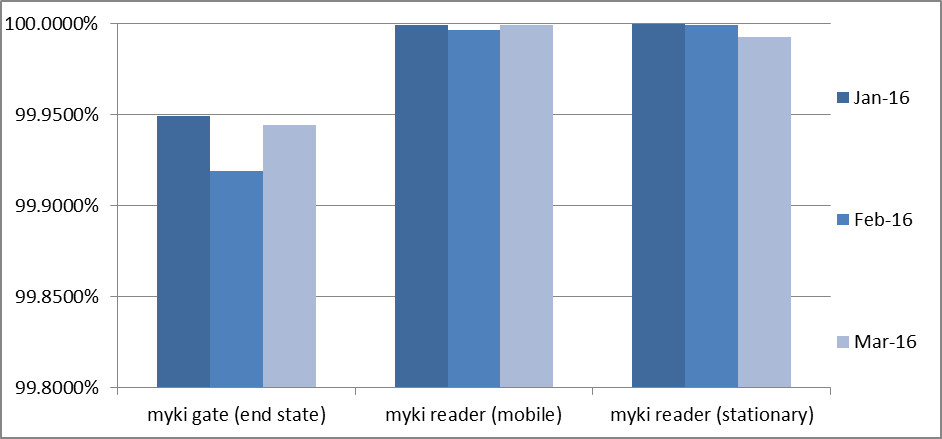 100.0000%
99.9500%
99.9000%
99.8500%
99.8000%
myki gate (end state)
myki reader (mobile)
myki reader (stationary)
Jan-16
Feb-16
Mar-16